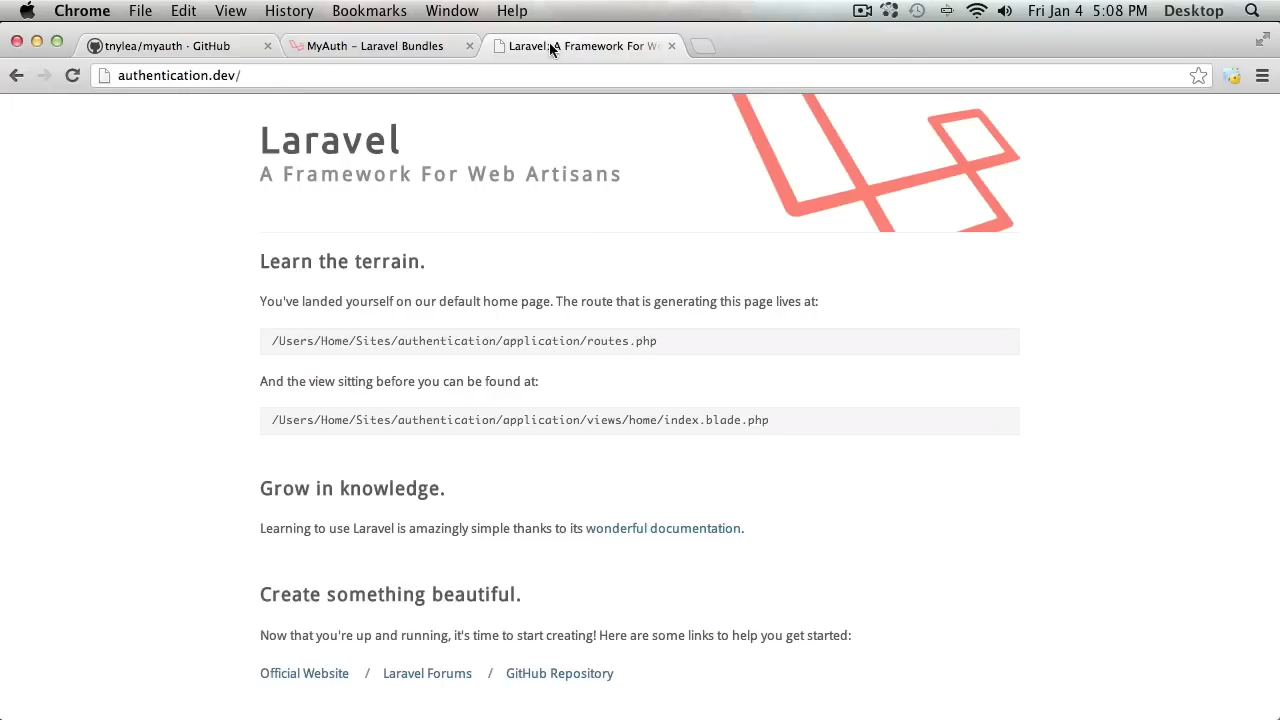 Chrome File Edit View History Bookmarks Window Help Fri Jan 4 5:08 PM Desktop
tnylea/myauth · GitHub
MyAuth – Laravel Bundles
Laravel: A Framework For We
authentication.dev/
Laravel
A Framework For Web Artisans
Learn the terrain.
You've landed yourself on our default home page. The route that is generating this page lives at:
/Users/Home/Sites/authentication/application/routes.php
And the view sitting before you can be found at:
/Users/Home/Sites/authentication/application/views/home/index.blade.php
Grow in knowledge.
Learning to use Laravel is amazingly simple thanks to its wonderful documentation.
Create something beautiful.
Now that you're up and running, it's time to start creating! Here are some links to help you get started:
Official Website / Laravel Forums / GitHub Repository